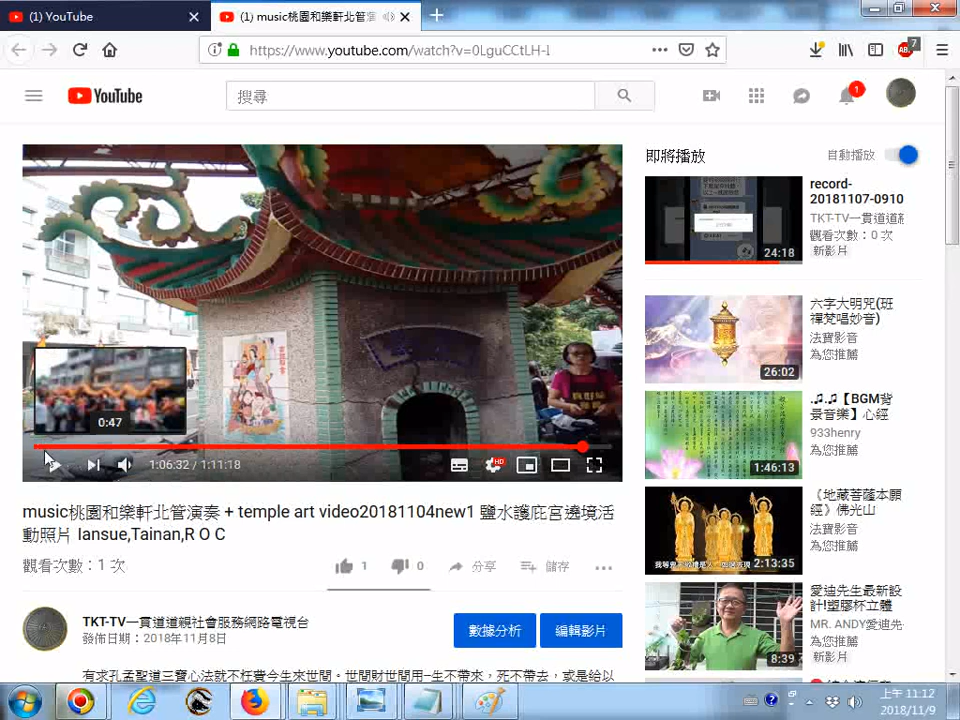 (1) YouTube
(1) music桃園和樂軒北管演
https://www.youtube.com/watch?v=0LguCCtLH-I
7
YouTube
搜尋
1
即將播放
自動播放
record-
20181107-0910
TKT-TV一貫道道親
觀看次數：0 次
新影片
24:18
六字大明咒(班
禪梵唱妙音)
法寶影音
為您推薦
26:02
♫♫【BGM背
景音樂】心經
933henry
為您推薦
1:46:13
《地藏菩薩本願
經》佛光山
法寶影音
為您推薦
2:13:35
愛迪先生最新設
計!塑膠杯立體
MR. ANDY愛迪先
為您推薦
新影片
8:39
0:47
1:06:32 / 1:11:18
HD
music桃園和樂軒北管演奏 + temple art video20181104new1 鹽水護庇宮遶境活
動照片 Iansue,Tainan,R O C
觀看次數：1 次
1
0
分享
儲存
TKT-TV一貫道道親社會服務網路電視台
發佈日期：2018年11月8日
數據分析
編輯影片
有求孔孟聖道三寶心法就不枉費今生來世間。世間財世間用一生不帶來，死不帶去，或是給以
上午 11:12
2018/11/9